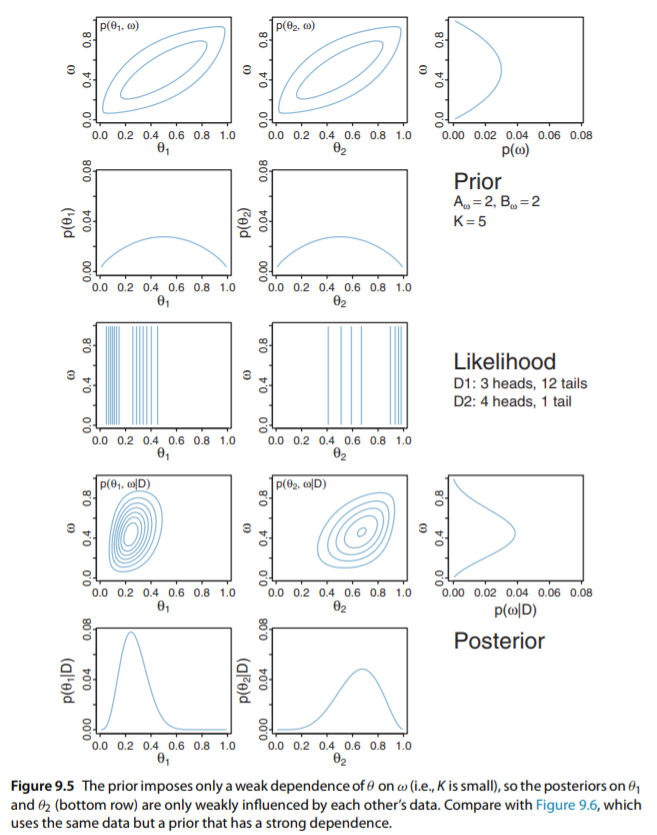 p(θ₁, ω)
p(θ₂, ω)
ω
0.0 0.4 0.8
0.0 0.2 0.4 0.6 0.8 1.0
θ₁
ω
0.0 0.4 0.8
0.0 0.2 0.4 0.6 0.8 1.0
θ₂
ω
0.0 0.4 0.8
0.00 0.02 0.04 0.06 0.08
p(ω)
p(θ₁)
0.00 0.04 0.08
0.0 0.2 0.4 0.6 0.8 1.0
θ₁
p(θ₂)
0.00 0.04 0.08
0.0 0.2 0.4 0.6 0.8 1.0
θ₂
Prior
Aω = 2, Bω = 2
K = 5
ω
0.0 0.4 0.8
0.0 0.2 0.4 0.6 0.8 1.0
θ₁
ω
0.0 0.4 0.8
0.0 0.2 0.4 0.6 0.8 1.0
θ₂
Likelihood
D1: 3 heads, 12 tails
D2: 4 heads, 1 tail
p(θ₁, ω|D)
p(θ₂, ω|D)
ω
0.0 0.4 0.8
0.0 0.2 0.4 0.6 0.8 1.0
θ₁
ω
0.0 0.4 0.8
0.0 0.2 0.4 0.6 0.8 1.0
θ₂
ω
0.0 0.4 0.8
0.00 0.02 0.04 0.06 0.08
p(ω|D)
p(θ₁|D)
0.00 0.04 0.08
0.0 0.2 0.4 0.6 0.8 1.0
θ₁
p(θ₂|D)
0.00 0.04 0.08
0.0 0.2 0.4 0.6 0.8 1.0
θ₂
Posterior
Figure 9.5 The prior imposes only a weak dependence of θ on ω (i.e., K is small), so the posteriors on θ₁
and θ₂ (bottom row) are only weakly influenced by each other's data. Compare with Figure 9.6, which
uses the same data but a prior that has a strong dependence.